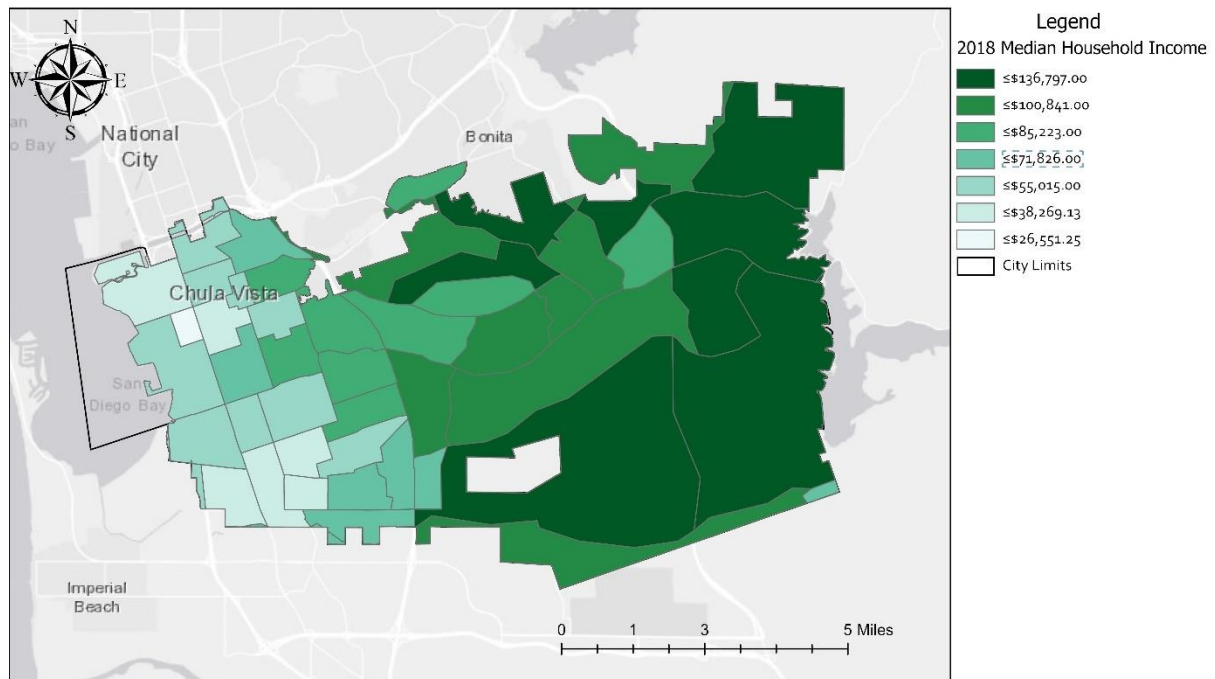 N
W
E
S
National
City
Bonita
Chula Vista
San
Diego Bay
San
o Bay
Imperial
Beach
0 1 3 5 Miles
Legend
2018 Median Household Income
≤$136,797.00
≤$100,841.00
≤$85,223.00
≤$71,826.00
≤$55,015.00
≤$38,269.13
≤$26,551.25
City Limits